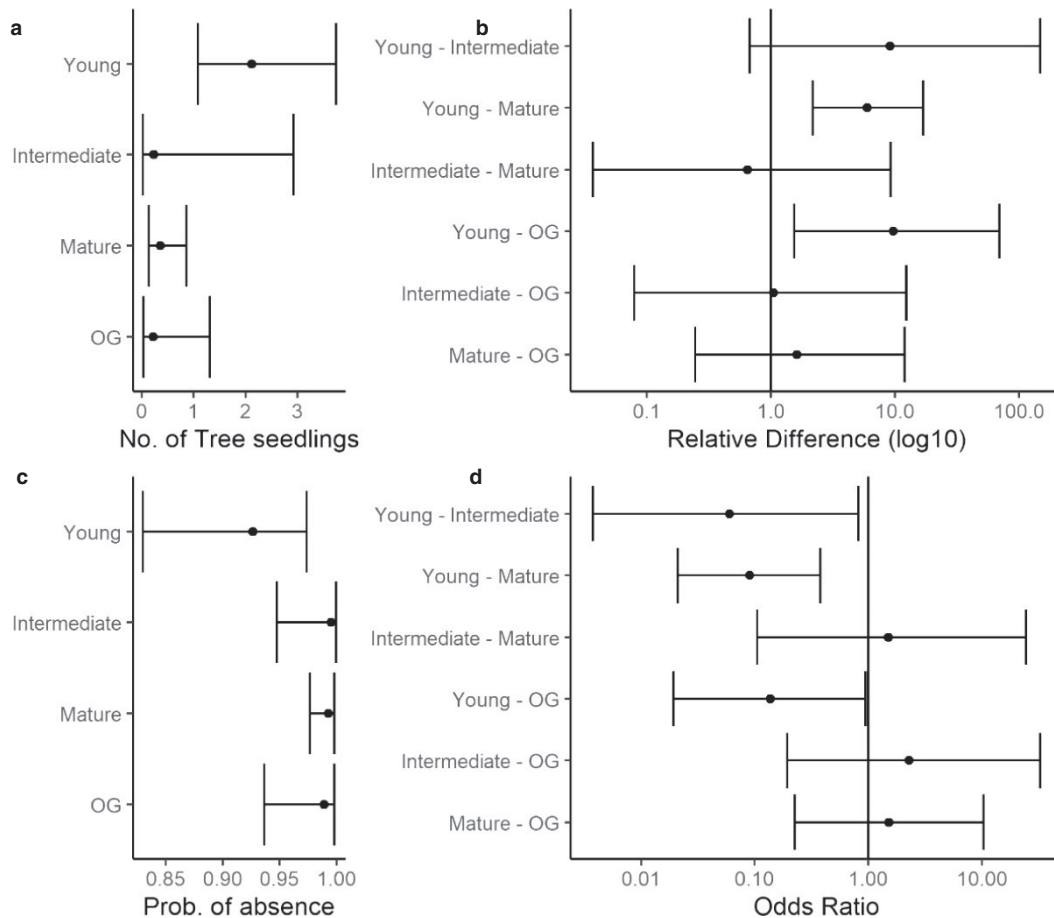 a
Young
Intermediate
Mature
OG
0 1 2 3
No. of Tree seedlings
b
Young - Intermediate
Young - Mature
Intermediate - Mature
Young - OG
Intermediate - OG
Mature - OG
0.1 1.0 10.0 100.0
Relative Difference (log10)
c
Young
Intermediate
Mature
OG
0.85 0.90 0.95 1.00
Prob. of absence
d
Young - Intermediate
Young - Mature
Intermediate - Mature
Young - OG
Intermediate - OG
Mature - OG
0.01 0.10 1.00 10.00
Odds Ratio